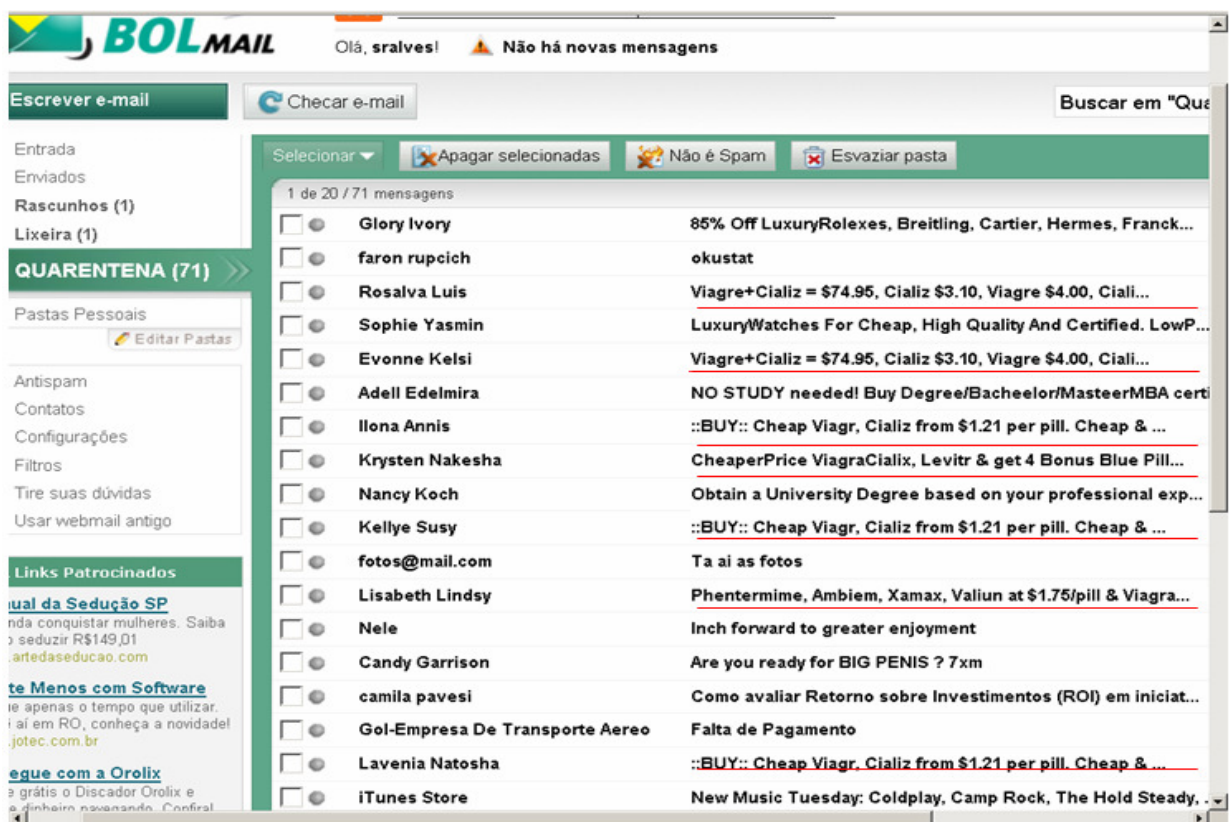 BOLMAIL
Olá, sralves!
Não há novas mensagens
Escrever e-mail
Checar e-mail
Buscar em "Qua
Entrada
Enviados
Rascunhos (1)
Lixeira (1)
QUARENTENA (71)
Pastas Pessoais
Editar Pastas
Antispam
Contatos
Configurações
Filtros
Tire suas dúvidas
Usar webmail antigo
Links Patrocinados
ual da Sedução SP
nda conquistar mulheres. Saiba
seduzir R$149,01
.artedaseducao.com
te Menos com Software
e apenas o tempo que utilizar.
i aí em RO, conheça a novidade!
.jotec.com.br
egue com a Orolix
e grátis o Discador Orolix e
e dinheiro navegando. Confira!
Selecionar
Apagar selecionadas
Não é Spam
Esvaziar pasta
1 de 20 / 71 mensagens
Glory Ivory 85% Off LuxuryRolexes, Breitling, Cartier, Hermes, Franck...
faron rupcich okustat
Rosalva Luis Viagre+Cializ = $74.95, Cializ $3.10, Viagre $4.00, Ciali...
Sophie Yasmin LuxuryWatches For Cheap, High Quality And Certified. LowP...
Evonne Kelsi Viagre+Cializ = $74.95, Cializ $3.10, Viagre $4.00, Ciali...
Adell Edelmira NO STUDY needed! Buy Degree/Bacheelor/MasteerMBA certi
Ilona Annis ::BUY:: Cheap Viagr, Cializ from $1.21 per pill. Cheap & ...
Krysten Nakesha CheaperPrice ViagraCialix, Levitr & get 4 Bonus Blue Pill...
Nancy Koch Obtain a University Degree based on your professional exp...
Kellye Susy ::BUY:: Cheap Viagr, Cializ from $1.21 per pill. Cheap & ...
fotos@mail.com Ta ai as fotos
Lisabeth Lindsy Phentermime, Ambiem, Xamax, Valiun at $1.75/pill & Viagra...
Nele Inch forward to greater enjoyment
Candy Garrison Are you ready for BIG PENIS ? 7xm
camila pavesi Como avaliar Retorno sobre Investimentos (ROI) em iniciat...
Gol-Empresa De Transporte Aereo Falta de Pagamento
Lavenia Natosha ::BUY:: Cheap Viagr, Cializ from $1.21 per pill. Cheap & ...
iTunes Store New Music Tuesday: Coldplay, Camp Rock, The Hold Steady, .